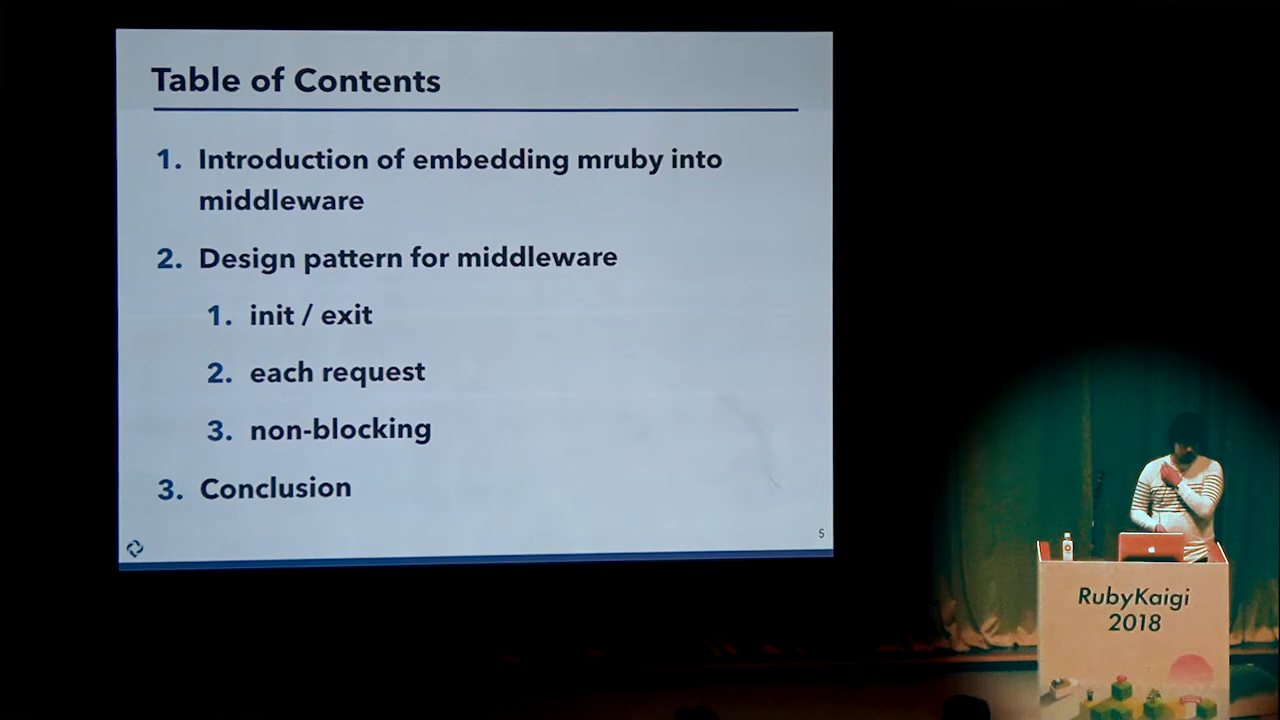 Table of Contents
1. Introduction of embedding mruby into
middleware
2. Design pattern for middleware
1. init / exit
2. each request
3. non-blocking
3. Conclusion
5
RubyKaigi
2018